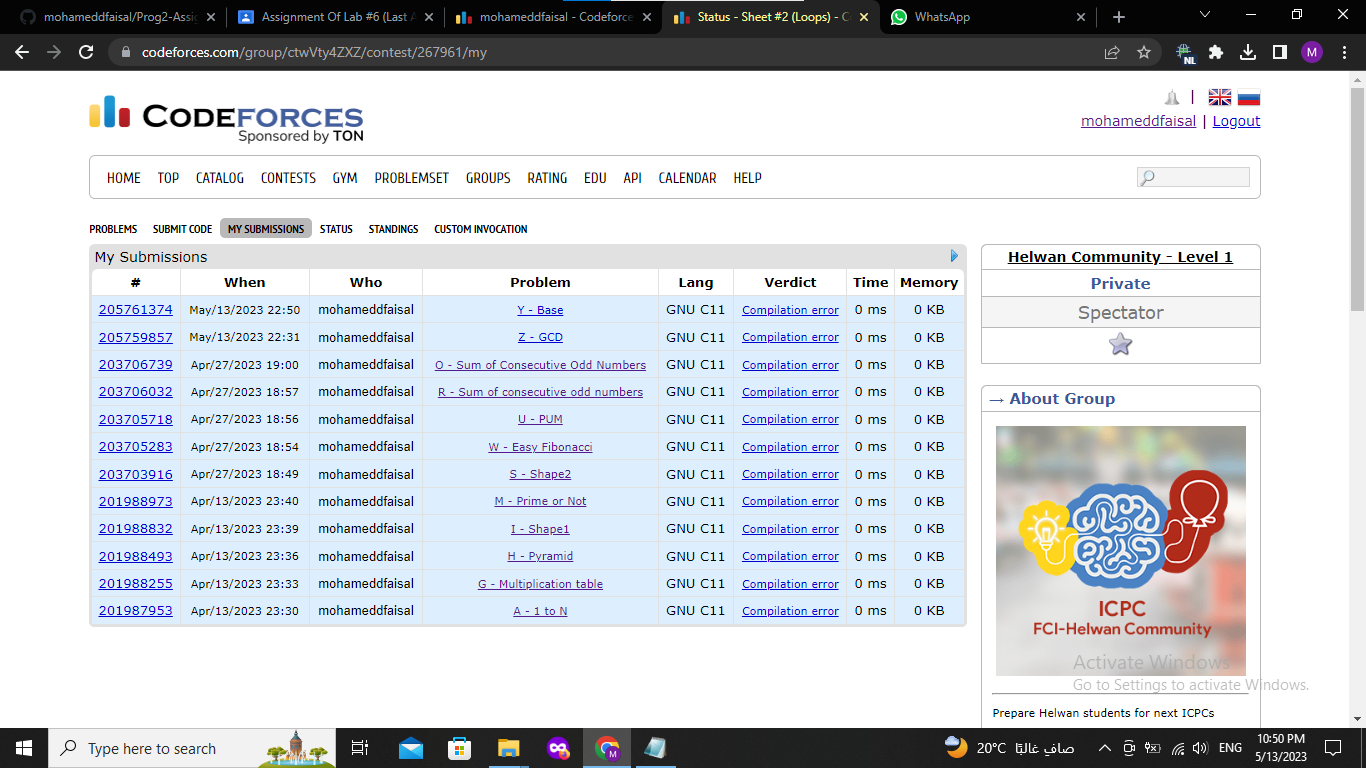 mohameddfaisal/Prog2-Assig
Assignment Of Lab #6 (Last A
mohameddfaisal - Codeforce
Status - Sheet #2 (Loops) - C
WhatsApp
codeforces.com/group/ctwVty4ZXZ/contest/267961/my
NL
M
CODEFORCES
Sponsored by TON
|
mohameddfaisal | Logout
HOME TOP CATALOG CONTESTS GYM PROBLEMSET GROUPS RATING EDU API CALENDAR HELP
PROBLEMS SUBMIT CODE MY SUBMISSIONS STATUS STANDINGS CUSTOM INVOCATION
My Submissions
# When Who Problem Lang Verdict Time Memory
205761374 May/13/2023 22:50 mohameddfaisal Y - Base GNU C11 Compilation error 0 ms 0 KB
205759857 May/13/2023 22:31 mohameddfaisal Z - GCD GNU C11 Compilation error 0 ms 0 KB
203706739 Apr/27/2023 19:00 mohameddfaisal O - Sum of Consecutive Odd Numbers GNU C11 Compilation error 0 ms 0 KB
203706032 Apr/27/2023 18:57 mohameddfaisal R - Sum of consecutive odd numbers GNU C11 Compilation error 0 ms 0 KB
203705718 Apr/27/2023 18:56 mohameddfaisal U - PUM GNU C11 Compilation error 0 ms 0 KB
203705283 Apr/27/2023 18:54 mohameddfaisal W - Easy Fibonacci GNU C11 Compilation error 0 ms 0 KB
203703916 Apr/27/2023 18:49 mohameddfaisal S - Shape2 GNU C11 Compilation error 0 ms 0 KB
201988973 Apr/13/2023 23:40 mohameddfaisal M - Prime or Not GNU C11 Compilation error 0 ms 0 KB
201988832 Apr/13/2023 23:39 mohameddfaisal I - Shape1 GNU C11 Compilation error 0 ms 0 KB
201988493 Apr/13/2023 23:36 mohameddfaisal H - Pyramid GNU C11 Compilation error 0 ms 0 KB
201988255 Apr/13/2023 23:33 mohameddfaisal G - Multiplication table GNU C11 Compilation error 0 ms 0 KB
201987953 Apr/13/2023 23:30 mohameddfaisal A - 1 to N GNU C11 Compilation error 0 ms 0 KB
Helwan Community - Level 1
Private
Spectator
→ About Group
ICPC
FCI-Helwan Community
Activate Windows
Go to Settings to activate Windows.
Prepare Helwan students for next ICPCs
Type here to search
M
20°C صافٍ غالبًا
ENG
10:50 PM
5/13/2023